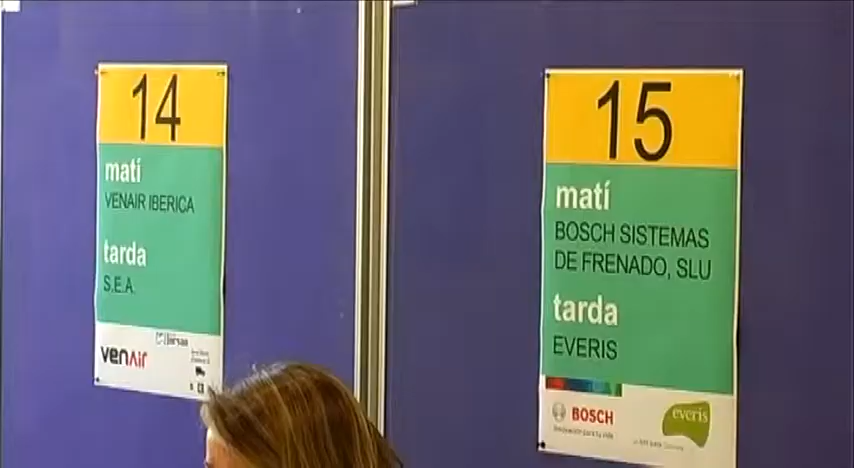 14
matí
VENAIR IBERICA
tarda
S.E.A.
venAir
15
matí
BOSCH SISTEMAS
DE FRENADO, SLU
tarda
EVERIS
BOSCH
everis